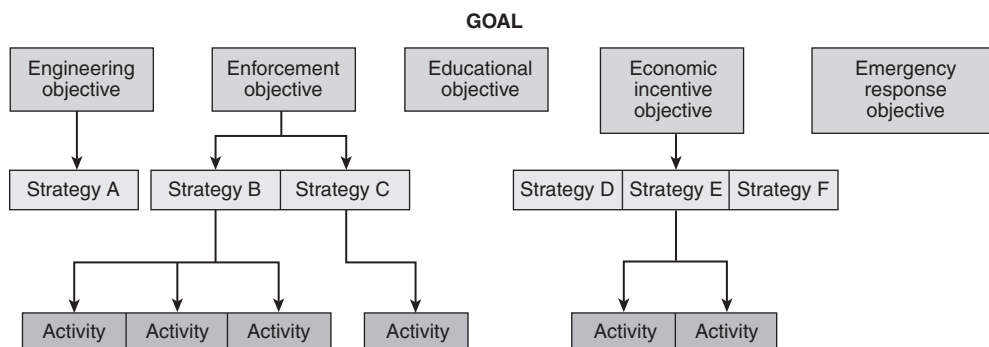 GOAL
Engineering
objective
Enforcement
objective
Educational
objective
Economic
incentive
objective
Emergency
response
objective
Strategy A
Strategy B
Strategy C
Strategy D
Strategy E
Strategy F
Activity
Activity
Activity
Activity
Activity
Activity